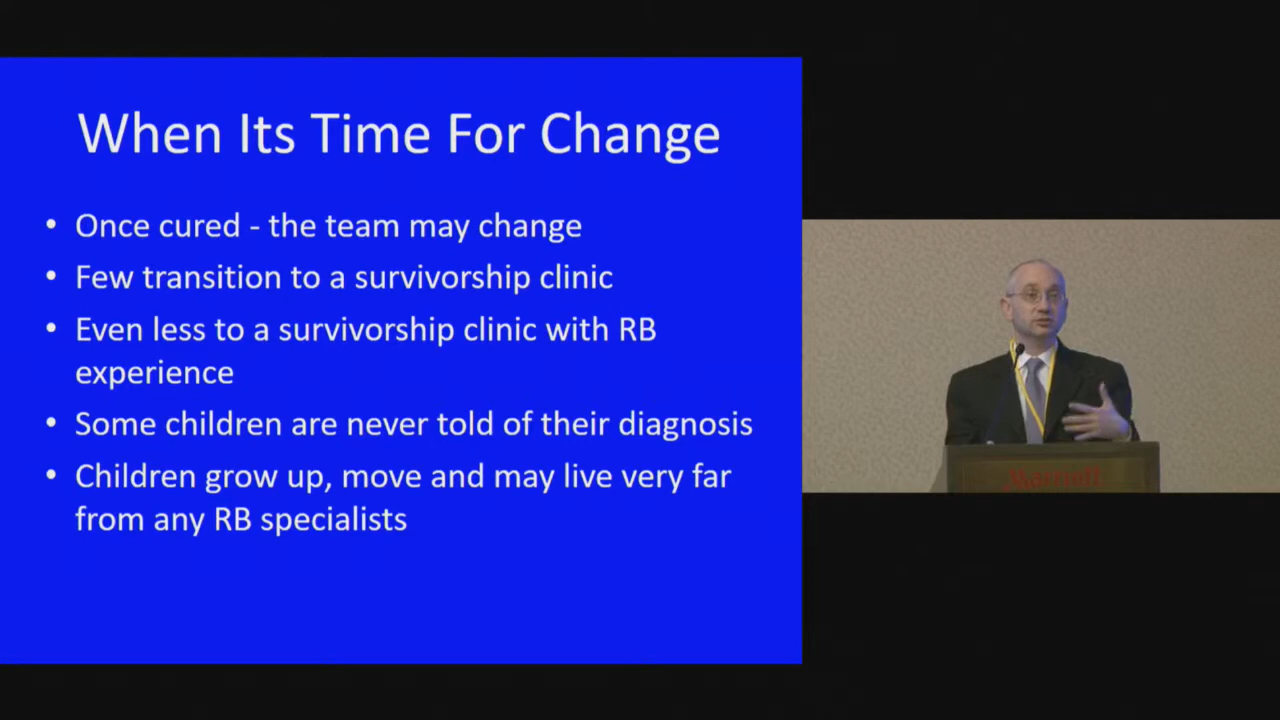 When Its Time For Change
• Once cured - the team may change
• Few transition to a survivorship clinic
• Even less to a survivorship clinic with RB
experience
• Some children are never told of their diagnosis
• Children grow up, move and may live very far
from any RB specialists
Marriott